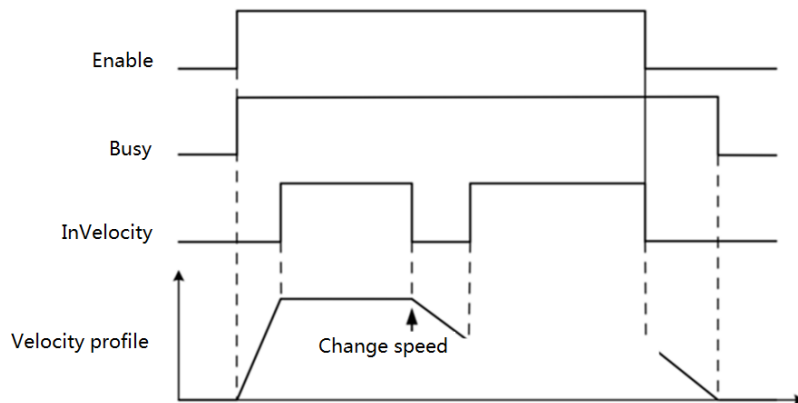 Enable
Busy
InVelocity
Velocity profile
Change speed